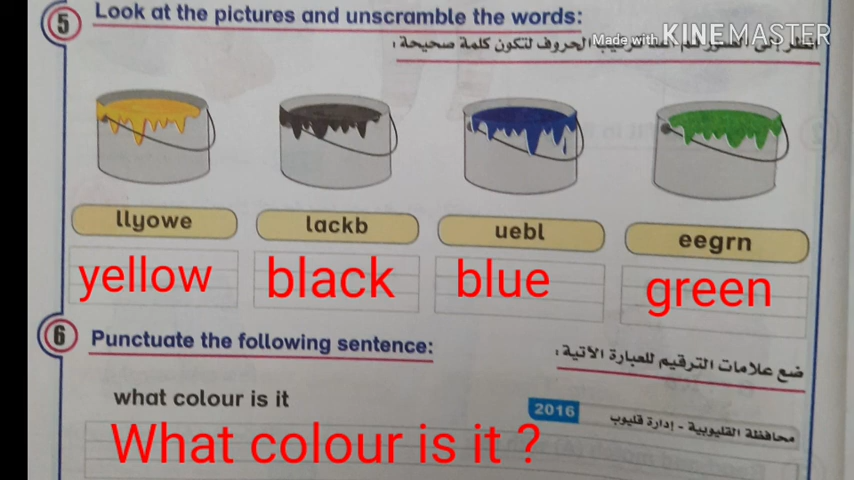 5 Look at the pictures and unscramble the words:
Made with KINEMASTER
الحروف لتكون كلمة صحيحة :
llyowe lackb uebl eegrn
yellow black blue green
6 Punctuate the following sentence:
ضع علامات الترقيم للعبارة الآتية :
what colour is it
2016 محافظة القليوبية - إدارة قليوب
What colour is it ?